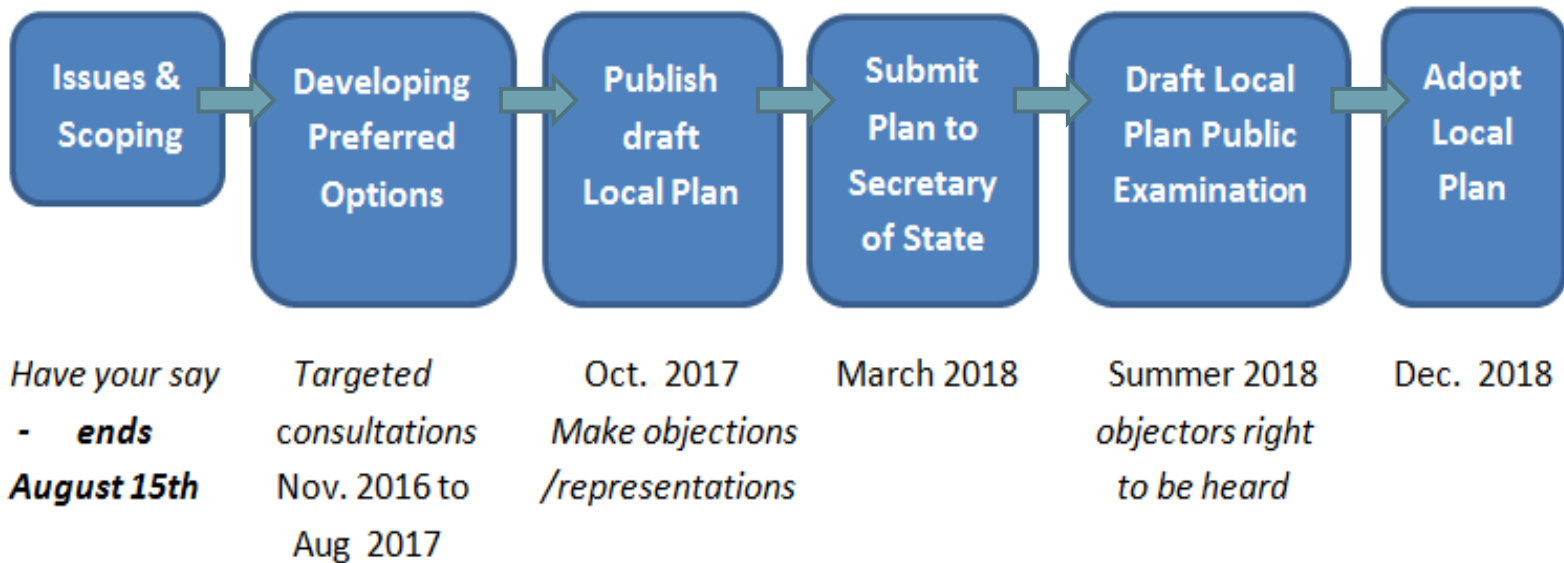 Issues &
Scoping
Developing
Preferred
Options
Publish
draft
Local Plan
Submit
Plan to
Secretary
of State
Draft Local
Plan Public
Examination
Adopt
Local
Plan
Have your say
- ends
August 15th
Targeted
consultations
Nov. 2016 to
Aug 2017
Oct. 2017
Make objections
/representations
March 2018
Summer 2018
objectors right
to be heard
Dec. 2018